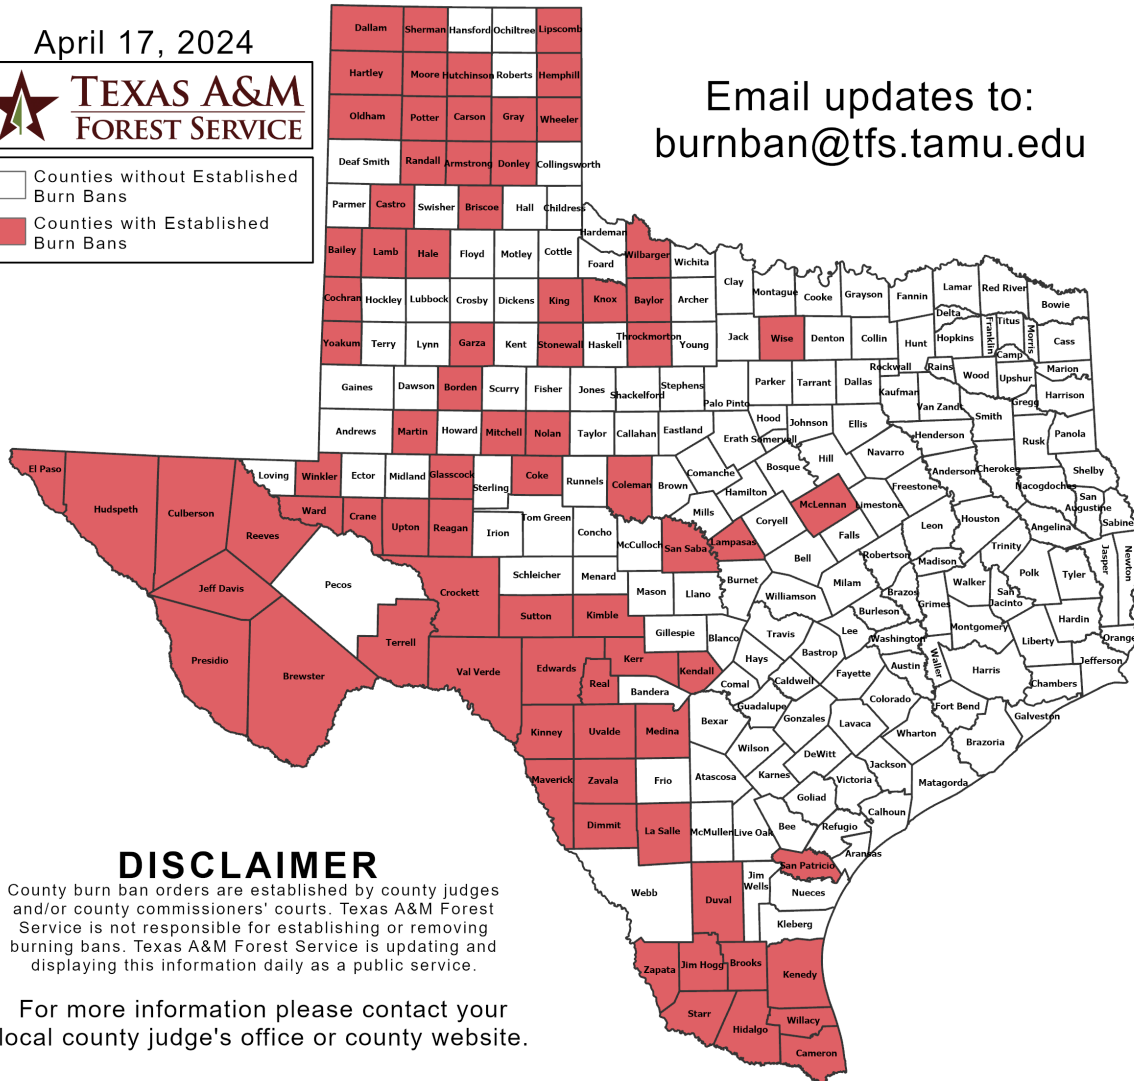 April 17, 2024
TEXAS A&M
FOREST SERVICE
Counties without Established
Burn Bans
Counties with Established
Burn Bans
Email updates to:
burnban@tfs.tamu.edu
Dallam Sherman Hansford Ochiltree Lipscomb
Hartley Moore Hutchinson Roberts Hemphill
Oldham Potter Carson Gray Wheeler
Deaf Smith Randall Armstrong Donley Collingsworth
Parmer Castro Swisher Briscoe Hall Childress
Hardeman
Bailey Lamb Hale Floyd Motley Cottle Foard Wilbarger Wichita
Clay Montague Cooke Grayson Fannin Lamar Red River Bowie
Cochran Hockley Lubbock Crosby Dickens King Knox Baylor Archer
Delta Franklin Titus Morris Cass
Yoakum Terry Lynn Garza Kent Stonewall Haskell Throckmorton Young Jack Wise Denton Collin Hunt Hopkins
Camp
Rockwall Rains Wood Upshur Marion
Gaines Dawson Borden Scurry Fisher Jones Shackelford Stephens Palo Pinto Parker Tarrant Dallas Kaufman Van Zandt Smith Gregg Harrison
Andrews Martin Howard Mitchell Nolan Taylor Callahan Eastland Erath Somervell Hood Johnson Ellis Henderson Rusk Panola
El Paso Hudspeth Culberson Reeves Loving Winkler Ector Midland Glasscock Sterling Coke Runnels Coleman Brown Comanche Bosque Hill Navarro Anderson Cherokee Nacogdoches Shelby
Hamilton McLennan Limestone Freestone San
Augustine
Sabine
Ward Crane Upton Reagan Irion Tom Green Concho McCulloch San Saba Mills Lampasas Coryell Falls Leon Houston Angelina
Jeff Davis Pecos Crockett Schleicher Menard Mason Llano Burnet Bell Milam Robertson Madison Trinity Polk Tyler Jasper Newton
Williamson Brazos Grimes Walker San
Jacinto
Hardin
Presidio Brewster Terrell Val Verde Sutton Kimble Gillespie Blanco Travis Lee Burleson Washington Montgomery Liberty Orange
Edwards Kerr Real Kendall Bandera Hays Comal Caldwell Bastrop Fayette Austin Waller Harris Chambers Jefferson
Kinney Uvalde Medina Bexar Guadalupe Gonzales Lavaca Colorado Wharton Fort Bend Brazoria Galveston
Maverick Zavala Frio Atascosa Wilson Karnes DeWitt Victoria Jackson Matagorda
Dimmit La Salle McMullen Live Oak Bee Goliad Refugio Calhoun Aransas
Webb Duval Jim
Wells
San Patricio
Nueces
Kleberg
Zapata Jim Hogg Brooks Kenedy
Starr Hidalgo Willacy
Cameron
DISCLAIMER
County burn ban orders are established by county judges
and/or county commissioners' courts. Texas A&M Forest
Service is not responsible for establishing or removing
burning bans. Texas A&M Forest Service is updating and
displaying this information daily as a public service.
For more information please contact your
local county judge's office or county website.